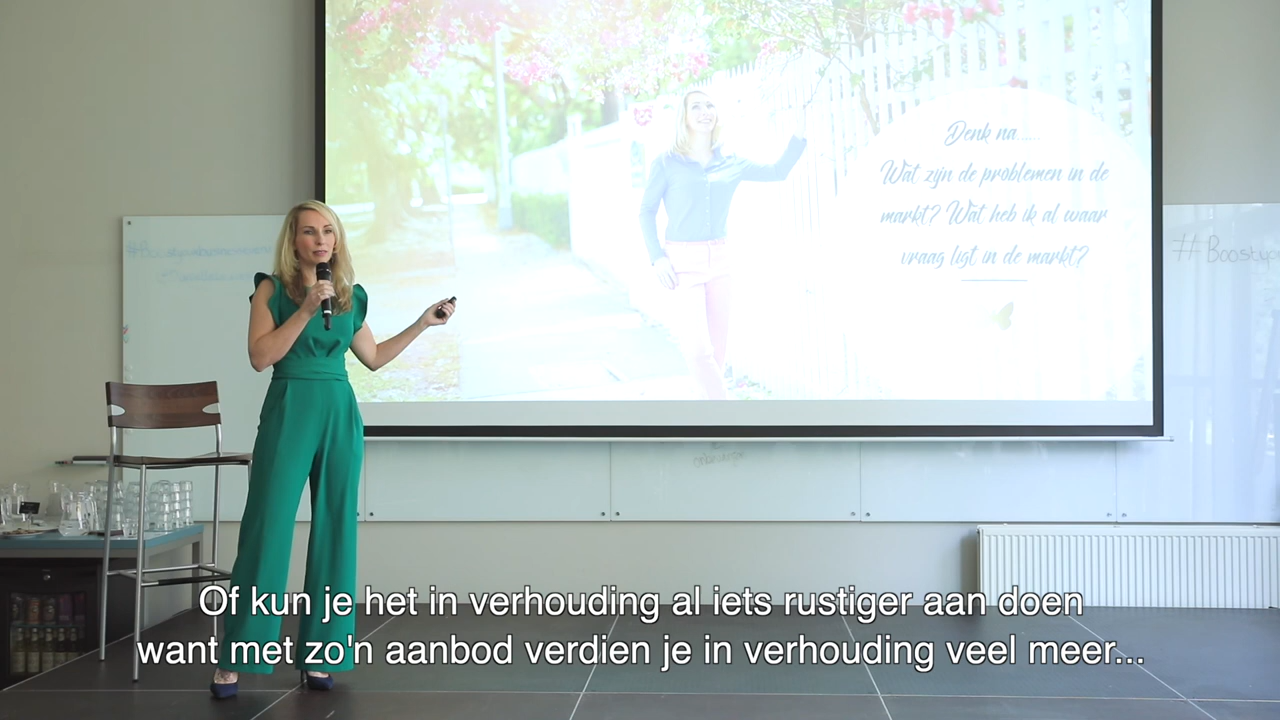 Denk na......
Wat zijn de problemen in de
markt? Wat heb ik al waar
vraag ligt in de markt?
# Boostyo
Of kun je het in verhouding al iets rustiger aan doen
want met zo'n aanbod verdien je in verhouding veel meer...